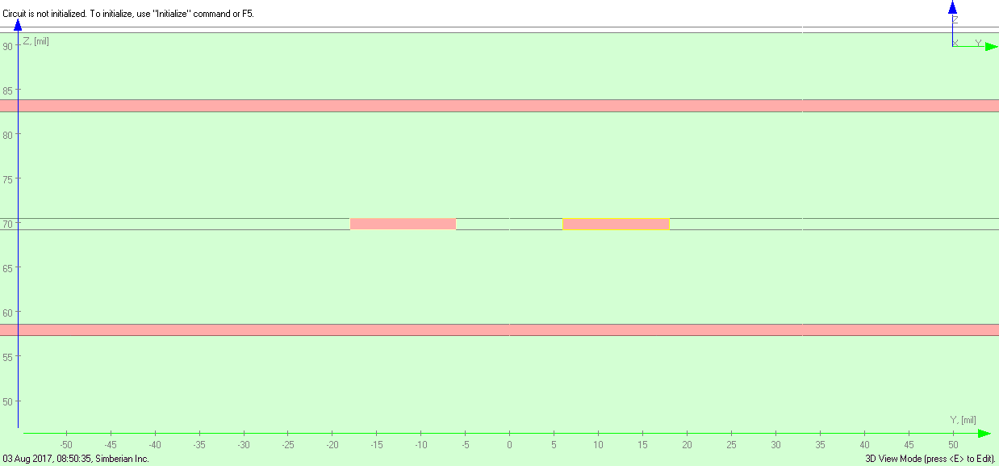 Circuit is not initialized. To initialize, use "Initialize" command or F5.
Z
X Y
Z, [mil]
90
85
80
75
70
65
60
55
50
Y, [mil]
-50 -45 -40 -35 -30 -25 -20 -15 -10 -5 0 5 10 15 20 25 30 35 40 45 50
03 Aug 2017, 08:50:35, Simberian Inc. 3D View Mode (press <E> to Edit).